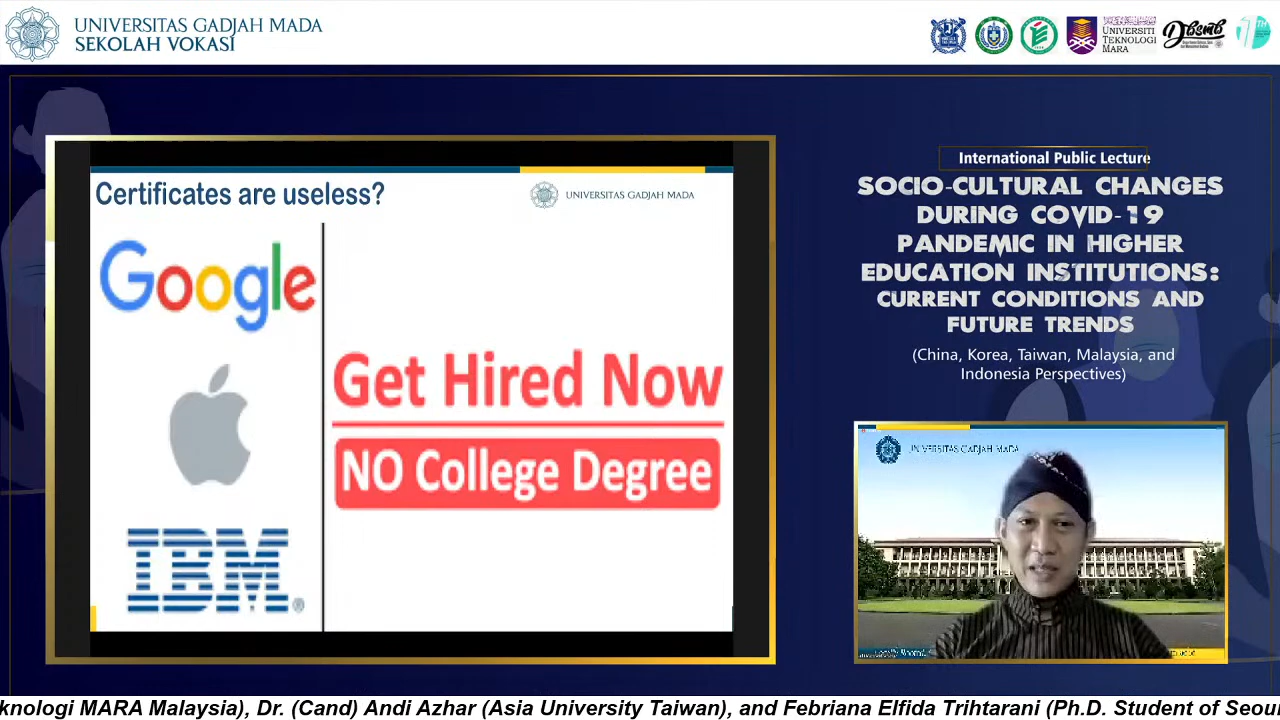 UNIVERSITAS GADJAH MADA
SEKOLAH VOKASI
UNIVERSITI
TEKNOLOGI
MARA
Dbsmb
Certificates are useless?
UNIVERSITAS GADJAH MADA
Google
IBM
Get Hired Now
NO College Degree
International Public Lecture
SOCIO-CULTURAL CHANGES
DURING COVID-19
PANDEMIC IN HIGHER
EDUCATION INSTITUTIONS:
CURRENT CONDITIONS AND
FUTURE TRENDS
(China, Korea, Taiwan, Malaysia, and
Indonesia Perspectives)
UNIVERSITAS GADJAH MADA
knologi MARA Malaysia), Dr. (Cand) Andi Azhar (Asia University Taiwan), and Febriana Elfida Trihtarani (Ph.D. Student of Seou